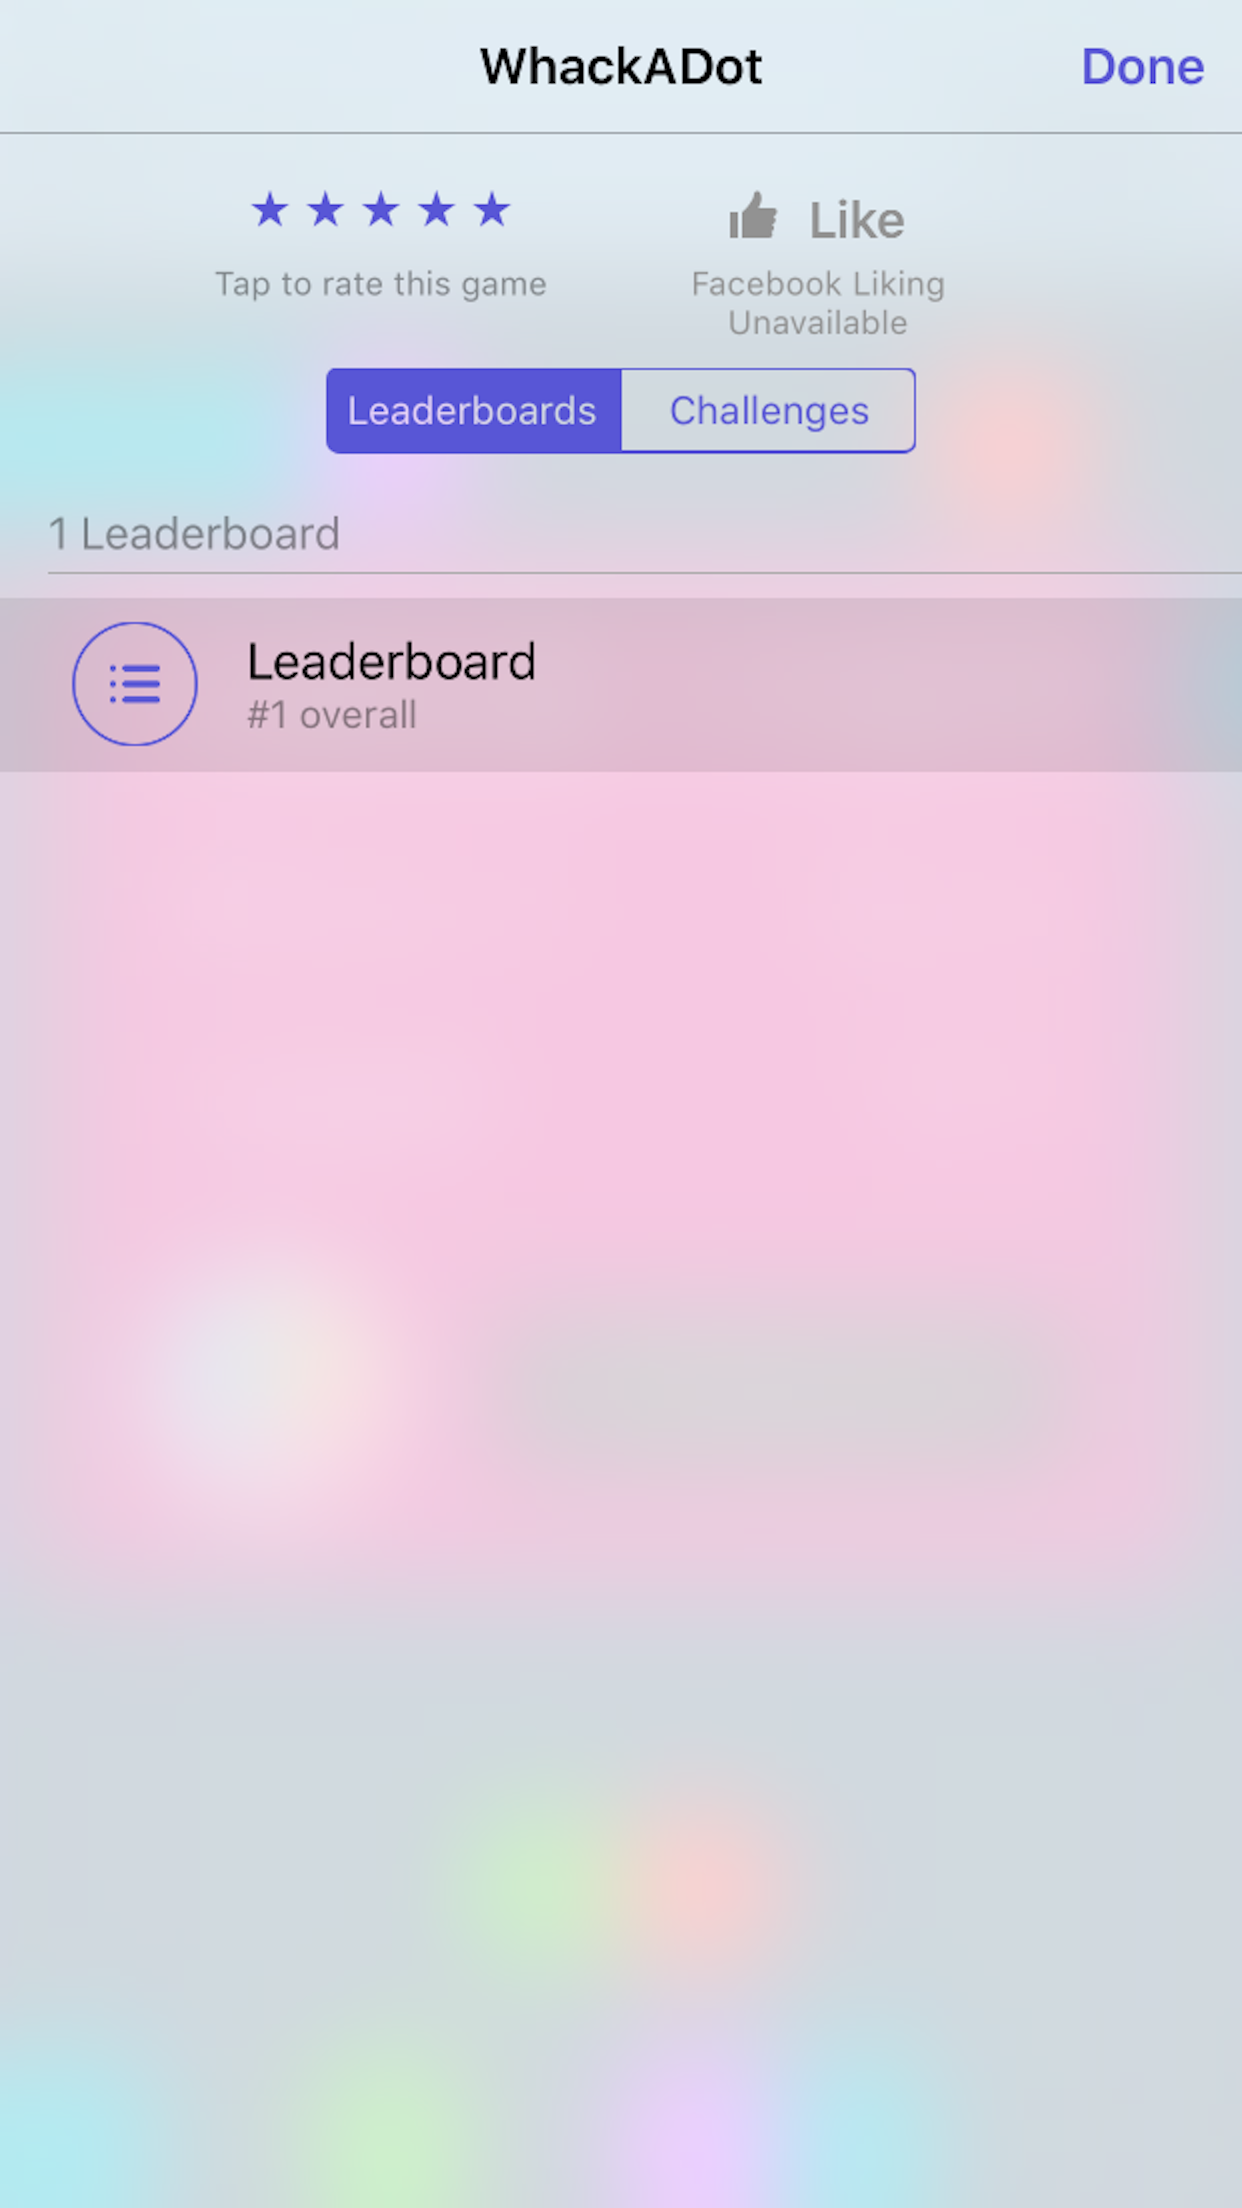 WhackADot
Done
★★★★★
Like
Tap to rate this game
Facebook Liking
Unavailable
Leaderboards
Challenges
1 Leaderboard
Leaderboard
#1 overall